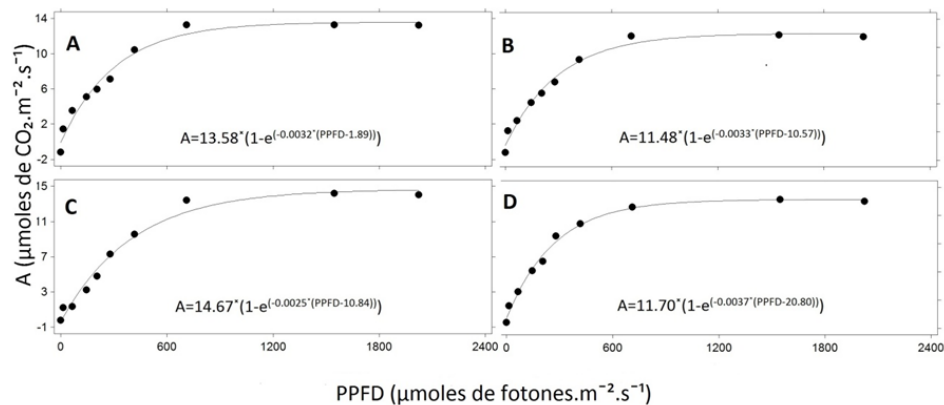 A (µmoles de CO₂.m⁻².s⁻¹)
14
10
6
2
-2
A
A=13.58*(1-e(-0.0032*(PPFD-1.89))
B
A=11.48*(1-e(-0.0033*(PPFD-10.57))
15
11
7
3
-1
C
A=14.67*(1-e(-0.0025*(PPFD-10.84))
D
A=11.70*(1-e(-0.0037*(PPFD-20.80))
0 600 1200 1800 0 600 1200 1800 2400
PPFD (µmoles de fotones.m⁻².s⁻¹)